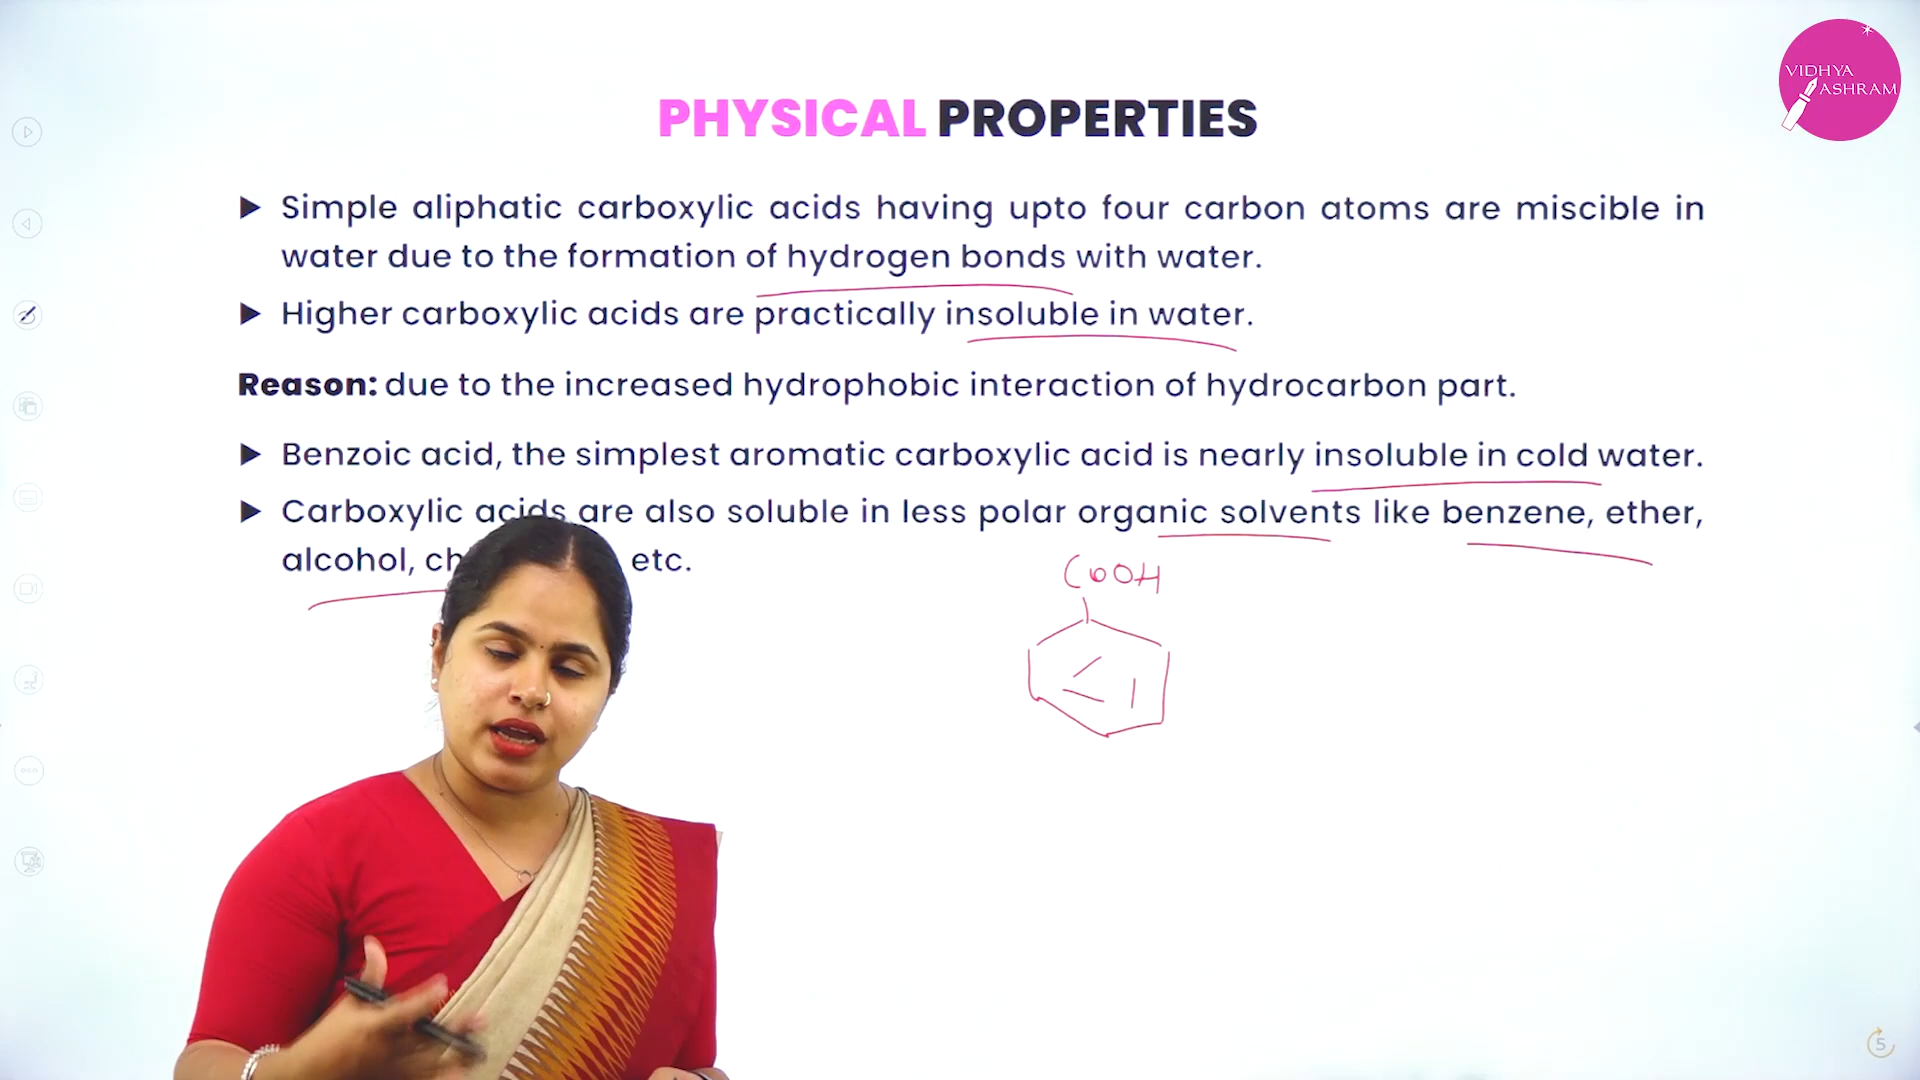 VIDHYA
ASHRAM
PHYSICAL PROPERTIES
▶ Simple aliphatic carboxylic acids having upto four carbon atoms are miscible in
water due to the formation of hydrogen bonds with water.
▶ Higher carboxylic acids are practically insoluble in water.
Reason: due to the increased hydrophobic interaction of hydrocarbon part.
▶ Benzoic acid, the simplest aromatic carboxylic acid is nearly insoluble in cold water.
▶ Carboxylic acids are also soluble in less polar organic solvents like benzene, ether,
alcohol, etc.
COOH
5